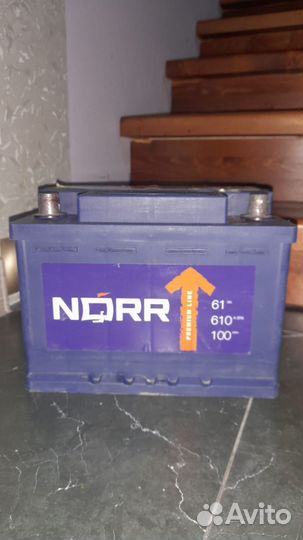 NORR
PREMIUM LINE
61
610
100
Avito